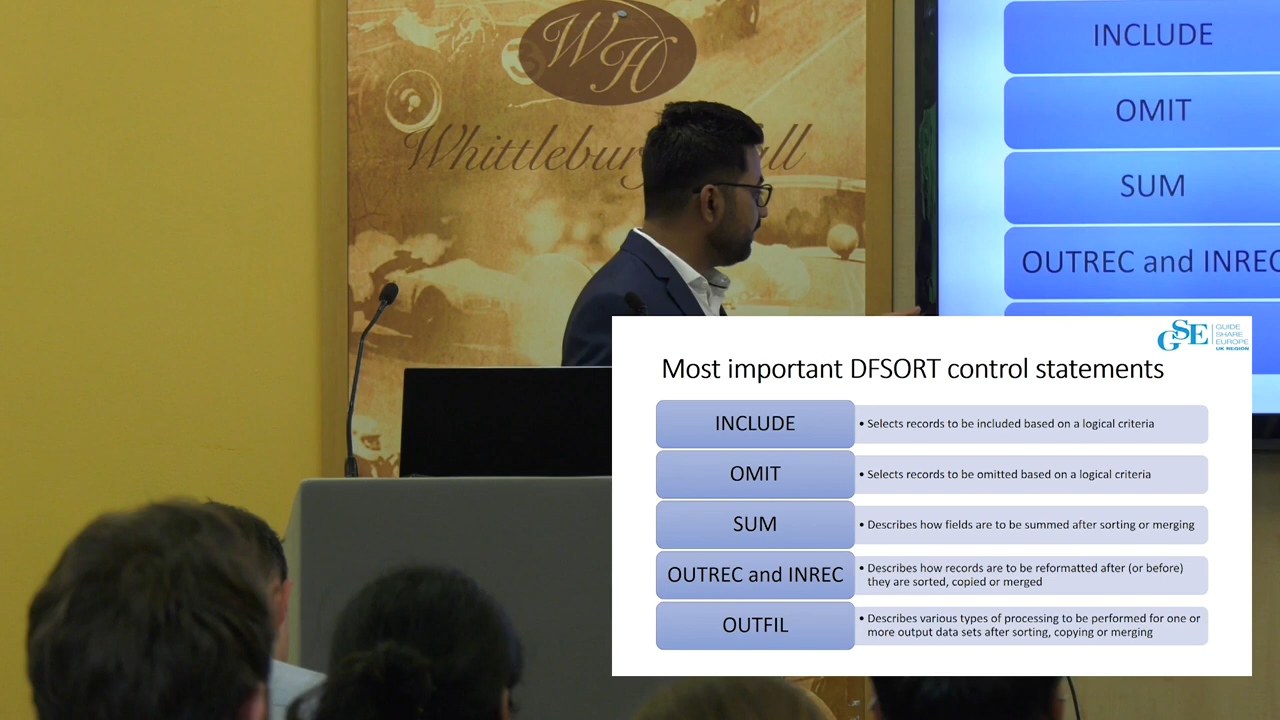 WH
Whittlebury Hall
INCLUDE
OMIT
SUM
OUTREC and INREC
GSE
GUIDE
SHARE
EUROPE
UK REGION
Most important DFSORT control statements
INCLUDE
• Selects records to be included based on a logical criteria
OMIT
• Selects records to be omitted based on a logical criteria
SUM
• Describes how fields are to be summed after sorting or merging
OUTREC and INREC
• Describes how records are to be reformatted after (or before)
they are sorted, copied or merged
OUTFIL
• Describes various types of processing to be performed for one or
more output data sets after sorting, copying or merging